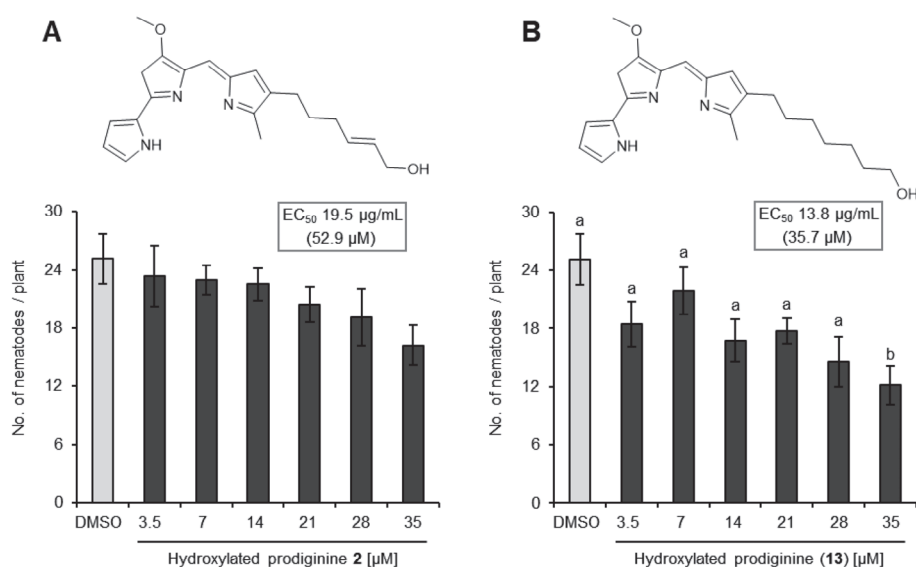 A
O
N
N
NH
OH
EC₅₀ 19.5 µg/mL
(52.9 µM)
No. of nematodes / plant
30
24
18
12
6
0
DMSO 3.5 7 14 21 28 35
Hydroxylated prodiginine 2 [µM]
B
O
N
N
NH
OH
EC₅₀ 13.8 µg/mL
(35.7 µM)
No. of nematodes / plant
30
24
18
12
6
0
a a a a a a b
DMSO 3.5 7 14 21 28 35
Hydroxylated prodiginine (13) [µM]